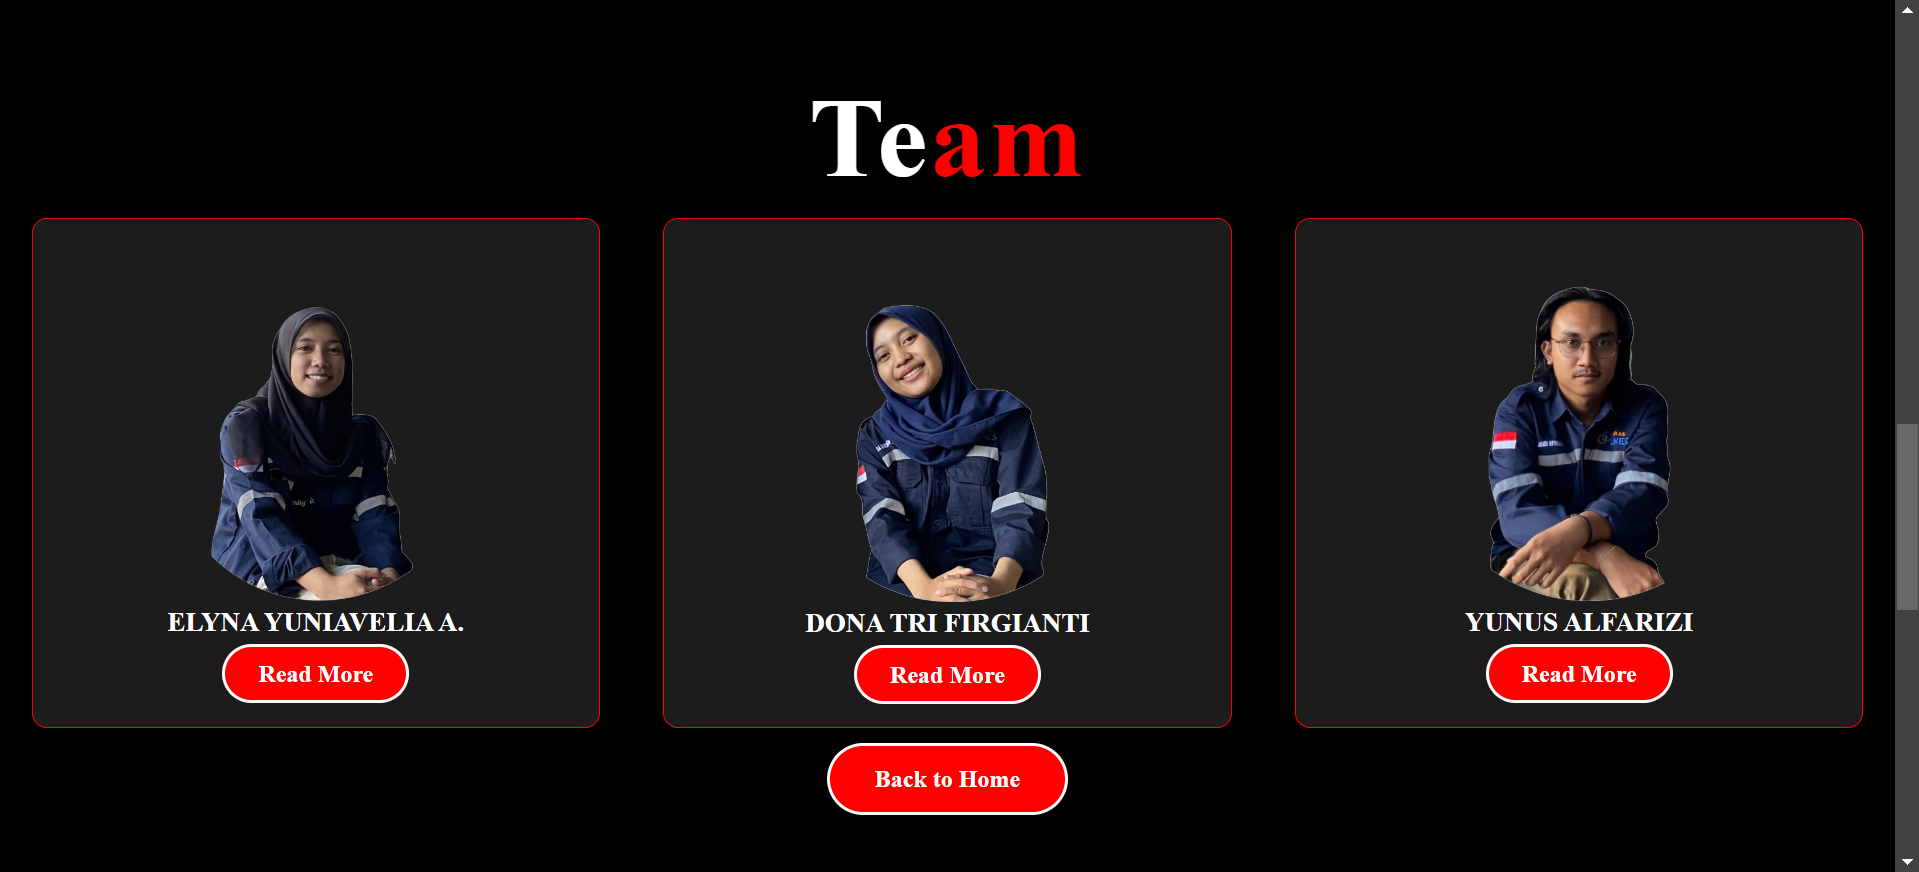 Team
ELYNA YUNIAVELIA A.
Read More
DONA TRI FIRGIANTI
Read More
YUNUS ALFARIZI
Read More
Back to Home